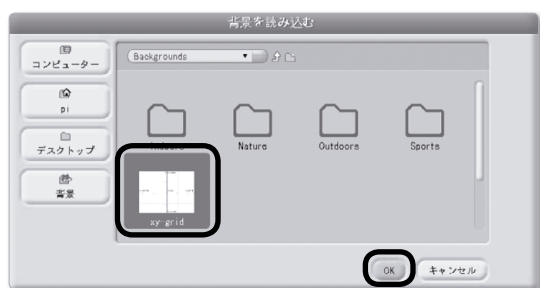 背景を読み込む
コンピューター
pi
デスクトップ
背景
Backgrounds
Nature
Outdoors
Sports
xy-grid
OK
キャンセル